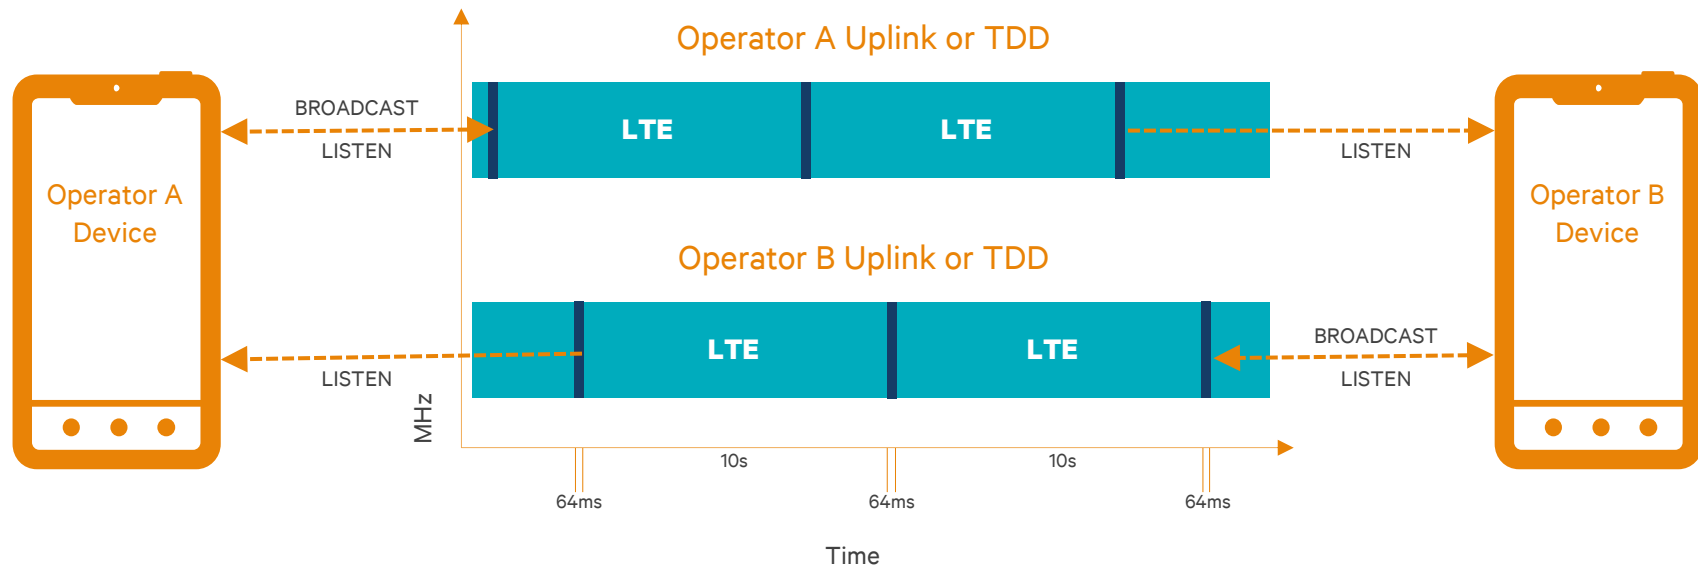 Operator A Uplink or TDD
BROADCAST
LISTEN
LTE
LTE
LISTEN
Operator A
Device
Operator B
Device
Operator B Uplink or TDD
LISTEN
LTE
LTE
BROADCAST
LISTEN
MHz
10s
10s
64ms
64ms
64ms
Time